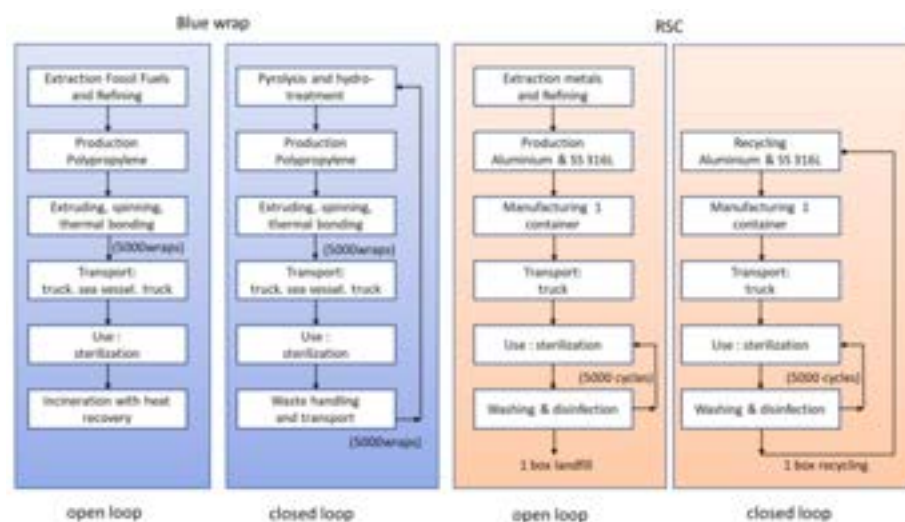 Blue wrap
RSC
Extraction Fossil Fuels
and Refining
Production
Polypropylene
Extruding, spinning,
thermal bonding
(5000wraps)
Transport:
truck. sea vessel. truck
Use :
sterilization
Incineration with heat
recovery
open loop
Pyrolysis and hydro-
treatment
Production
Polypropylene
Extruding, spinning,
thermal bonding
(5000wraps)
Transport:
truck. sea vessel. truck
Use :
sterilization
Waste handling
and transport
(5000wraps)
closed loop
Extraction metals
and Refining
Production
Aluminium & SS 316L
Manufacturing 1
container
Transport:
truck
Use : sterilization
(5000 cycles)
Washing & disinfection
1 box landfill
open loop
Recycling
Aluminium & SS 316L
Manufacturing 1
container
Transport:
truck
Use : sterilization
(5000 cycles)
Washing & disinfection
1 box recycling
closed loop